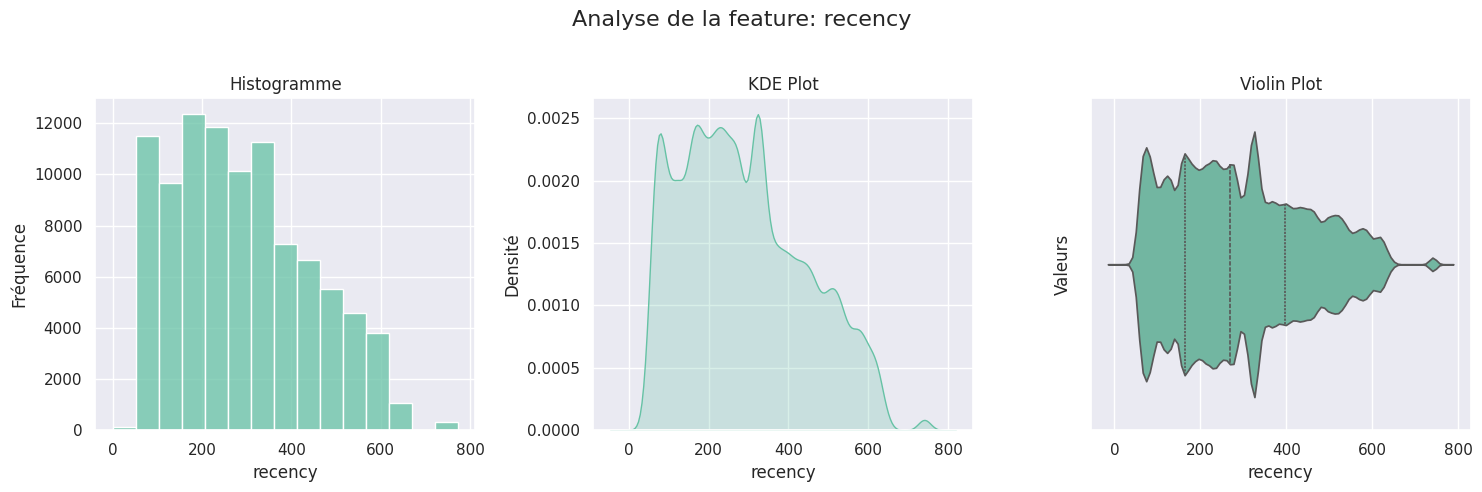 Analyse de la feature: recency
Histogramme
Fréquence
12000
10000
8000
6000
4000
2000
0
0 200 400 600 800
recency
KDE Plot
Densité
0.0025
0.0020
0.0015
0.0010
0.0005
0.0000
0 200 400 600 800
recency
Violin Plot
Valeurs
0 200 400 600 800
recency